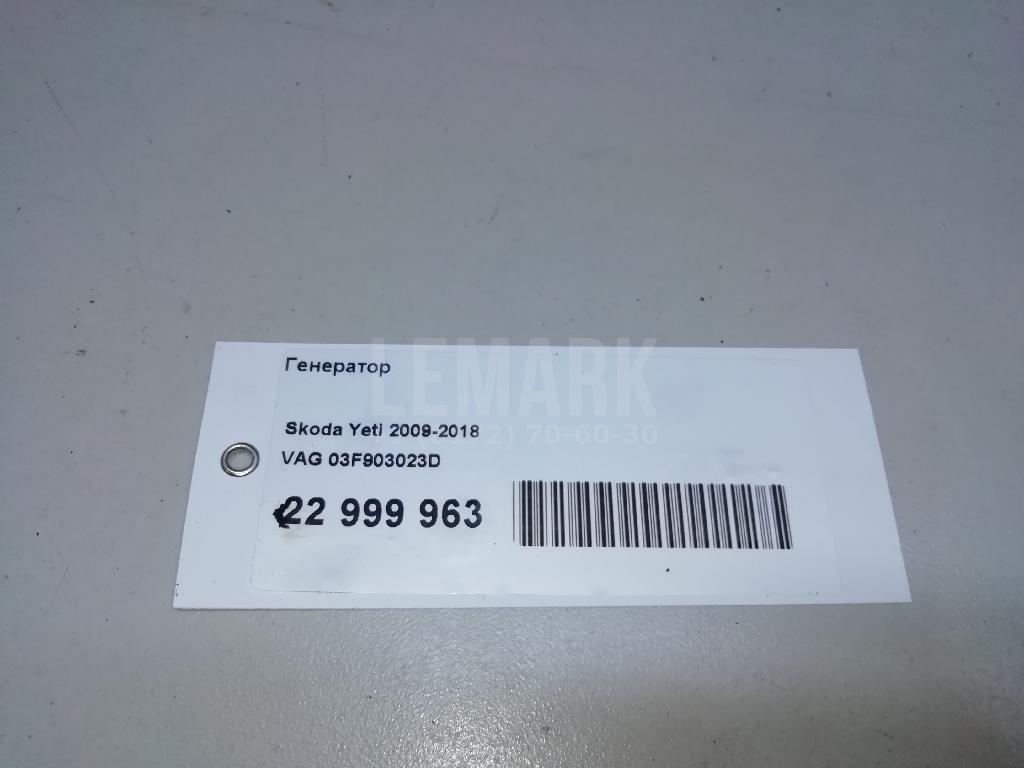 Генератор
LEMARK
Skoda Yeti 2009-2018
2) 70-60-30
VAG 03F903023D
22 999 963